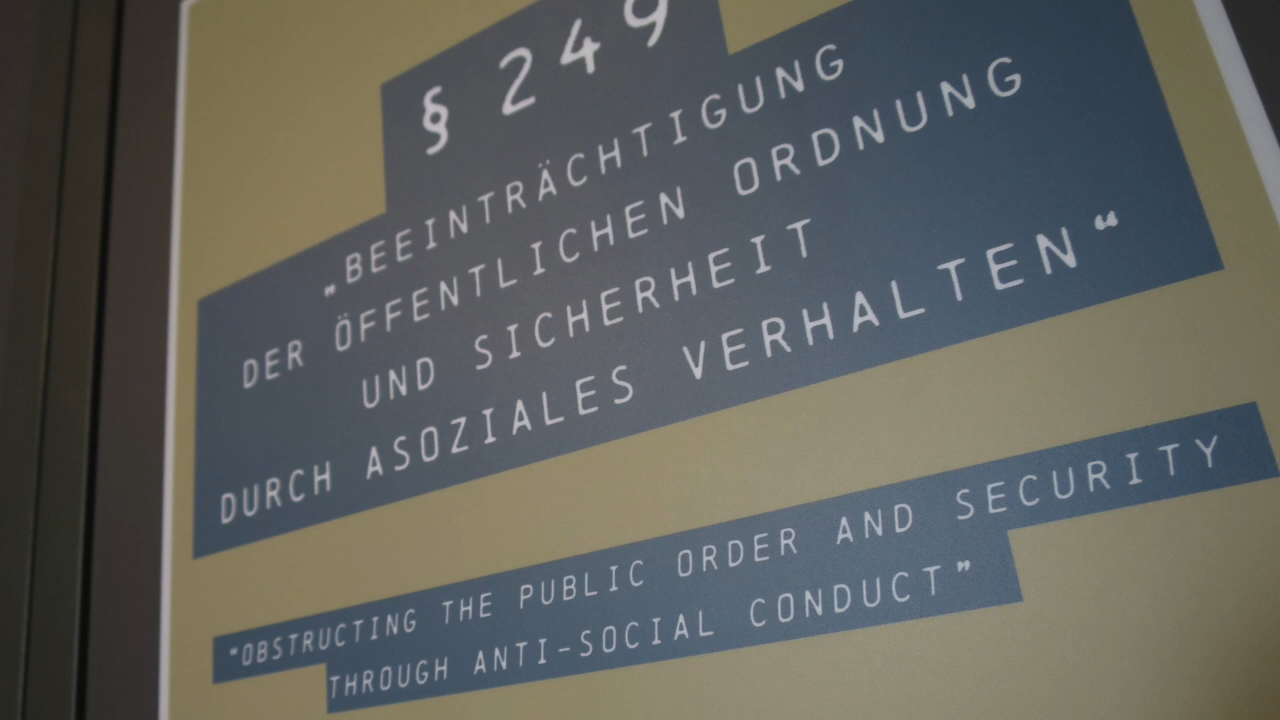 § 249
„BEEINTRÄCHTIGUNG
DER ÖFFENTLICHEN ORDNUNG
UND SICHERHEIT
DURCH ASOZIALES VERHALTEN“
“OBSTRUCTING THE PUBLIC ORDER AND SECURITY
THROUGH ANTI-SOCIAL CONDUCT”